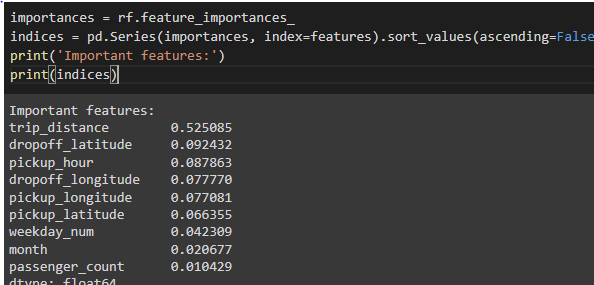 importances = rf.feature_importances_
indices = pd.Series(importances, index=features).sort_values(ascending=False
print('Important features:')
print(indices)
Important features:
trip_distance 0.525085
dropoff_latitude 0.092432
pickup_hour 0.087863
dropoff_longitude 0.077770
pickup_longitude 0.077081
pickup_latitude 0.066355
weekday_num 0.042309
month 0.020677
passenger_count 0.010429
dtype: float64